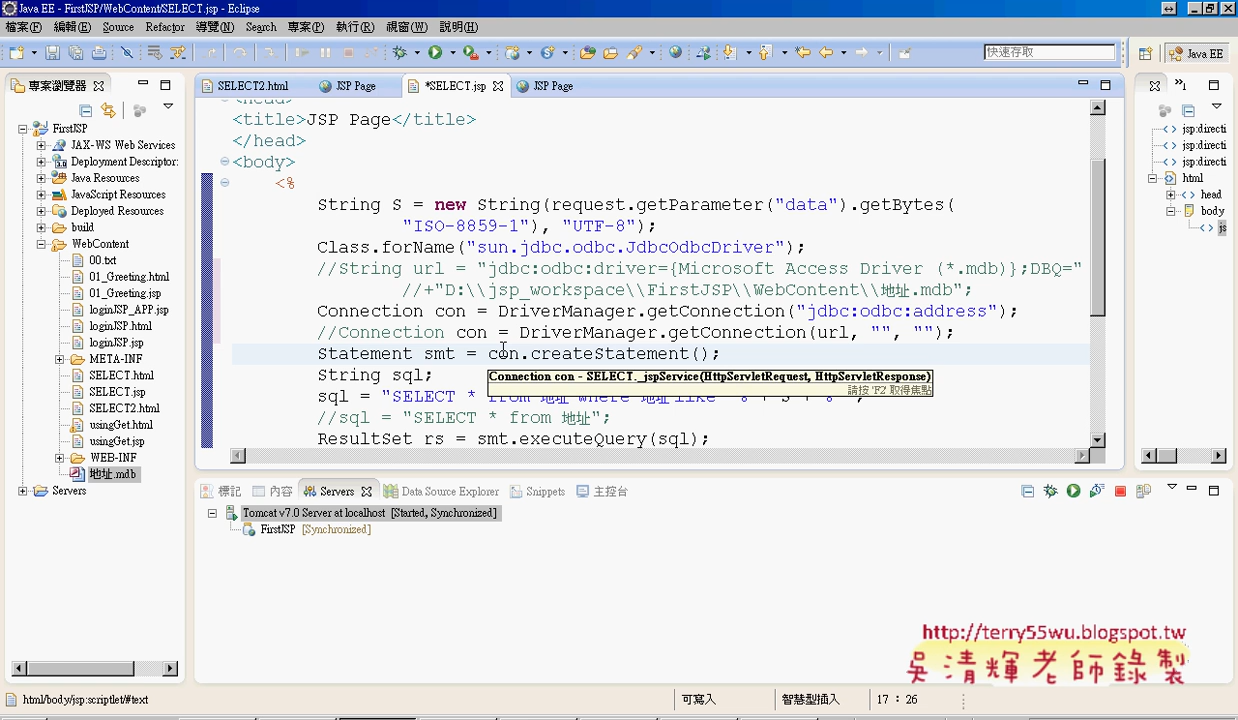 Java EE - FirstJSP/WebContent/SELECT.jsp - Eclipse
檔案(F) 編輯(E) Source Refactor 導覽(N) Search 專案(P) 執行(R) 視窗(W) 說明(H)
快速存取
Java EE
專案瀏覽器
SELECT2.html
JSP Page
*SELECT.jsp
JSP Page
FirstJSP
JAX-WS Web Services
Deployment Descriptor:
Java Resources
JavaScript Resources
Deployed Resources
build
WebContent
00.txt
01_Greeting.html
01_Greeting.jsp
loginJSP_APP.jsp
loginJSP.html
loginJSP.jsp
META-INF
SELECT.html
SELECT.jsp
SELECT2.html
usingGet.html
usingGet.jsp
WEB-INF
地址.mdb
Servers
<head>
<title>JSP Page</title>
</head>
<body>
<%
String S = new String(request.getParameter("data").getBytes(
"ISO-8859-1"), "UTF-8");
Class.forName("sun.jdbc.odbc.JdbcOdbcDriver");
//String url = "jdbc:odbc:driver={Microsoft Access Driver (*.mdb)};DBQ="
//+"D:\\jsp_workspace\\FirstJSP\\WebContent\\地址.mdb";
Connection con = DriverManager.getConnection("jdbc:odbc:address");
//Connection con = DriverManager.getConnection(url, "", "");
Statement smt = con.createStatement();
String sql;
Connection con - SELECT._jspService(HttpServletRequest, HttpServletResponse)
請按 'F2' 取得焦點
sql = "SELECT * from 地址 where 地址 like
//sql = "SELECT * from 地址";
ResultSet rs = smt.executeQuery(sql);
jsp:directi
jsp:directi
jsp:directi
html
head
body
js
標記
內容
Servers
Data Source Explorer
Snippets
主控台
Tomcat v7.0 Server at localhost [Started, Synchronized]
FirstJSP [Synchronized]
http://terry55wu.blogspot.tw
吳清輝老師錄製
html/body/jsp:scriptlet/#text
可寫入
智慧型插入
17 : 26